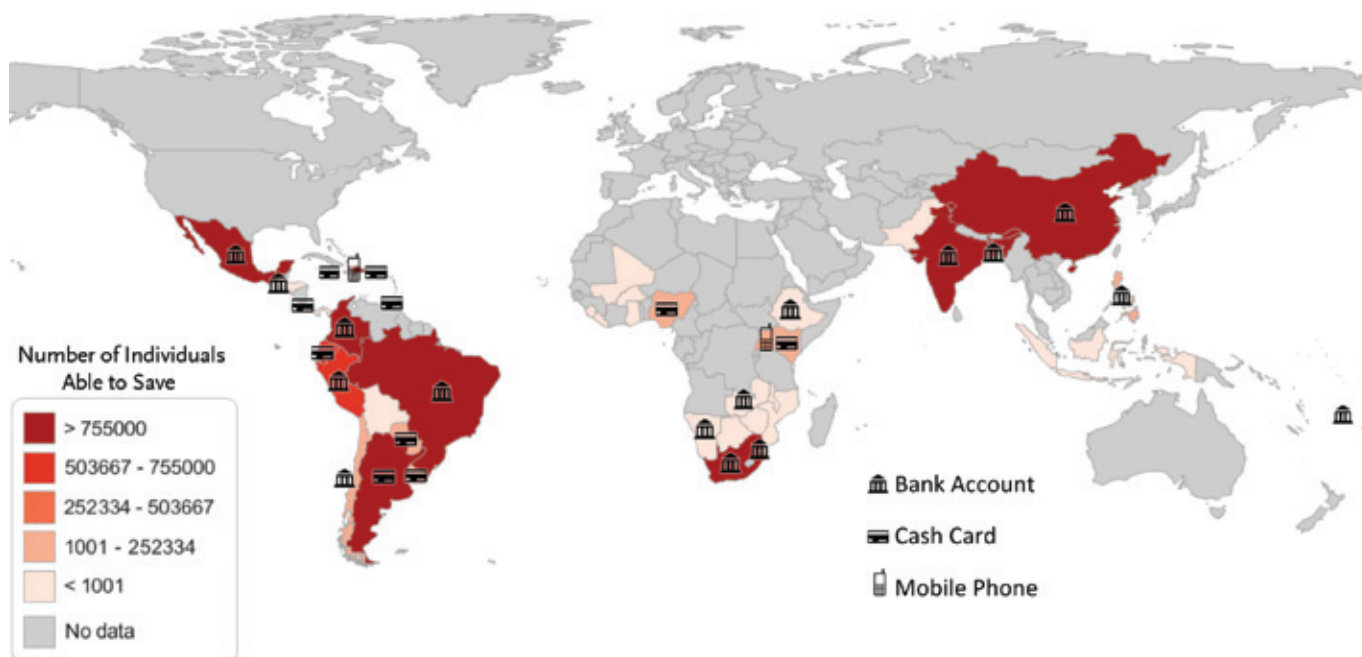 Number of Individuals
Able to Save
> 755000
503667 - 755000
252334 - 503667
1001 - 252334
< 1001
No data
Bank Account
Cash Card
Mobile Phone